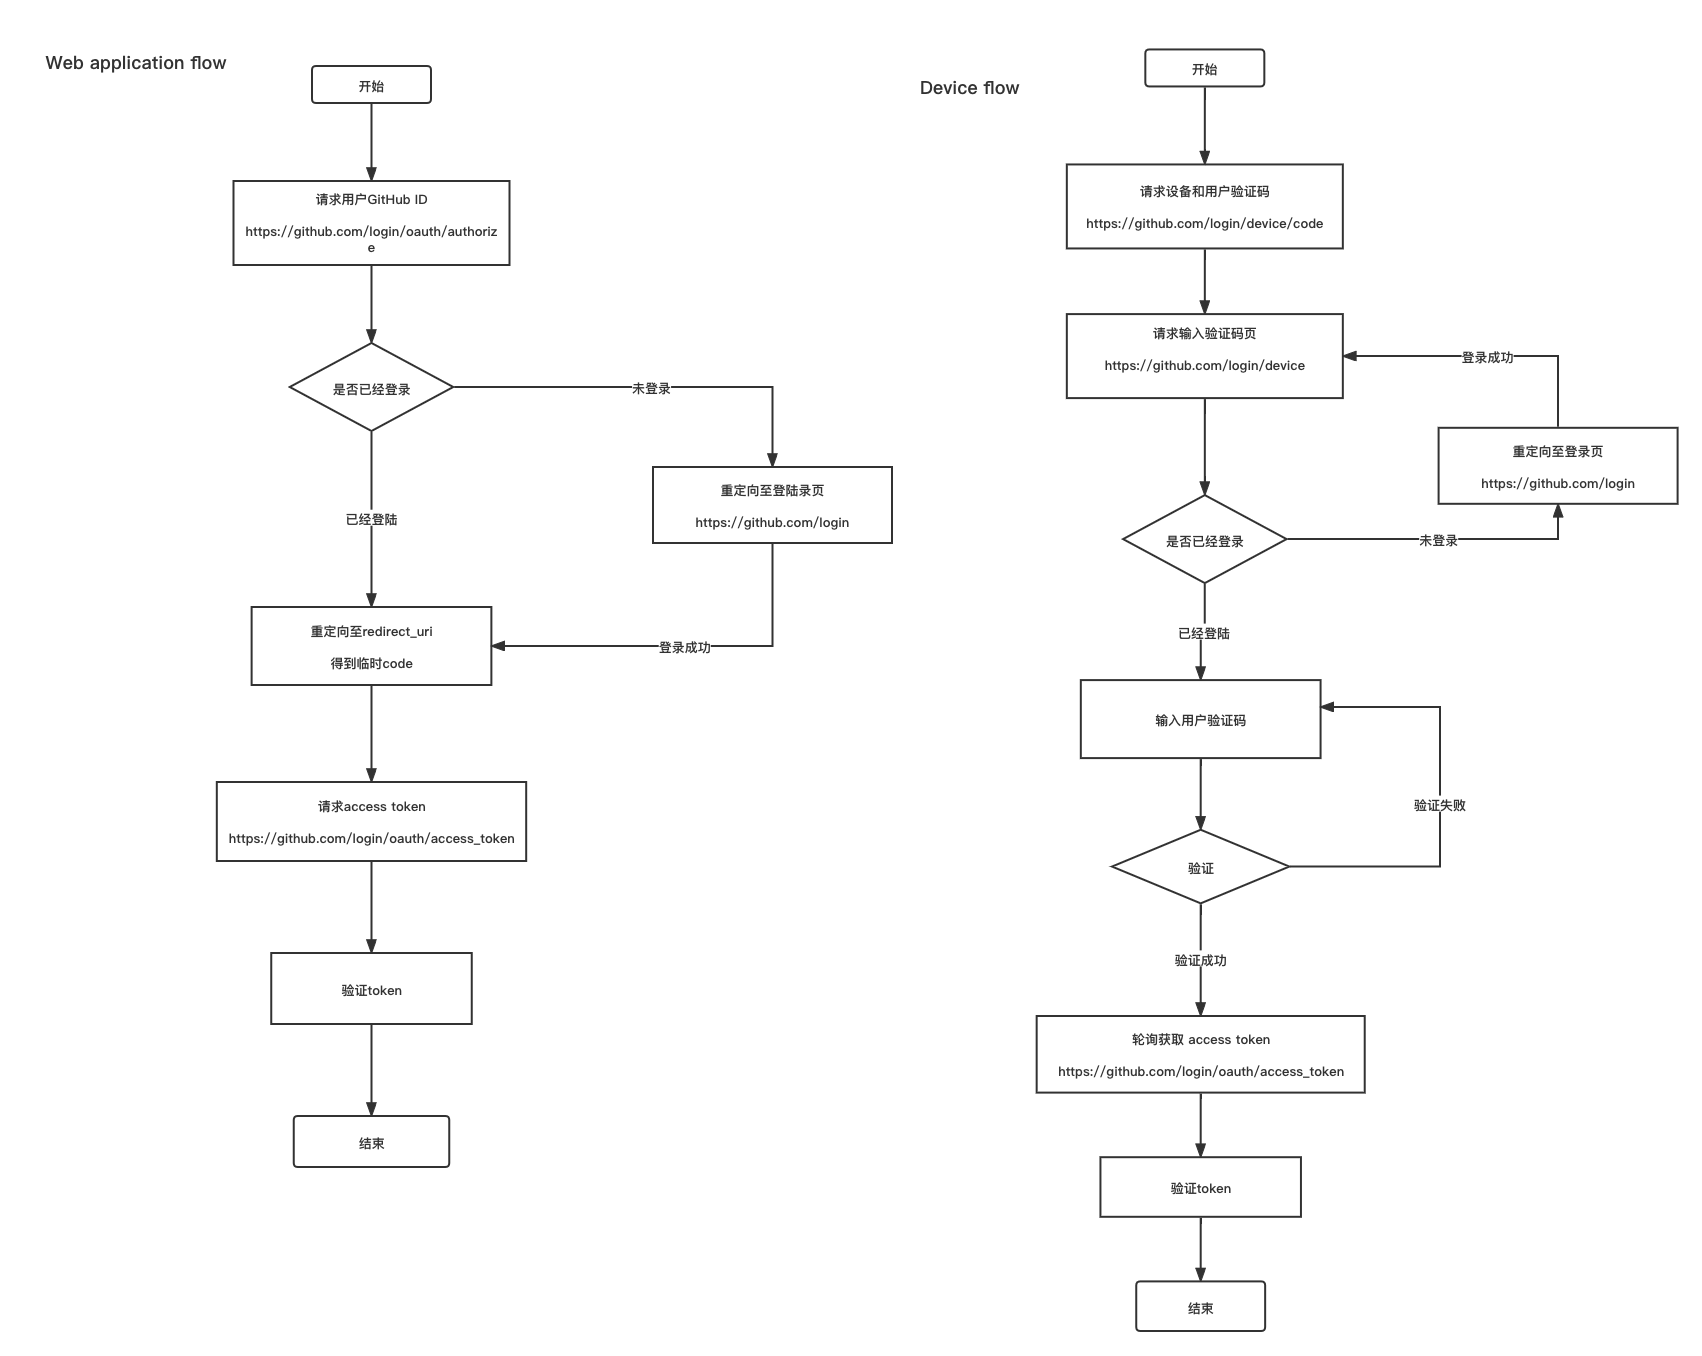 Web application flow
开始
请求用户GitHub ID
https://github.com/login/oauth/authoriz
e
是否已经登录
未登录
重定向至登陆录页
https://github.com/login
已经登陆
重定向至redirect_uri
得到临时code
登录成功
请求access token
https://github.com/login/oauth/access_token
验证token
结束
Device flow
开始
请求设备和用户验证码
https://github.com/login/device/code
请求输入验证码页
https://github.com/login/device
登录成功
重定向至登录页
https://github.com/login
是否已经登录
未登录
已经登陆
输入用户验证码
验证失败
验证
验证成功
轮询获取 access token
https://github.com/login/oauth/access_token
验证token
结束